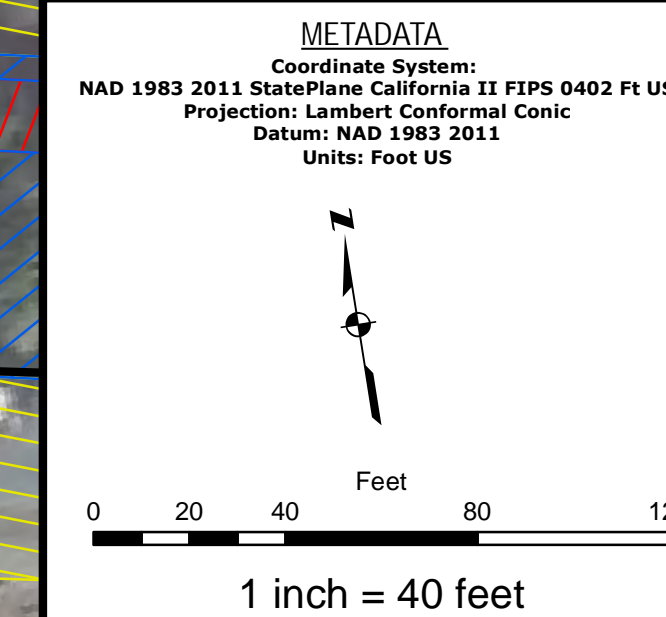 METADATA
Coordinate System:
NAD 1983 2011 StatePlane California II FIPS 0402 Ft US
Projection: Lambert Conformal Conic
Datum: NAD 1983 2011
Units: Foot US
N
Feet
0 20 40 80
1 inch = 40 feet